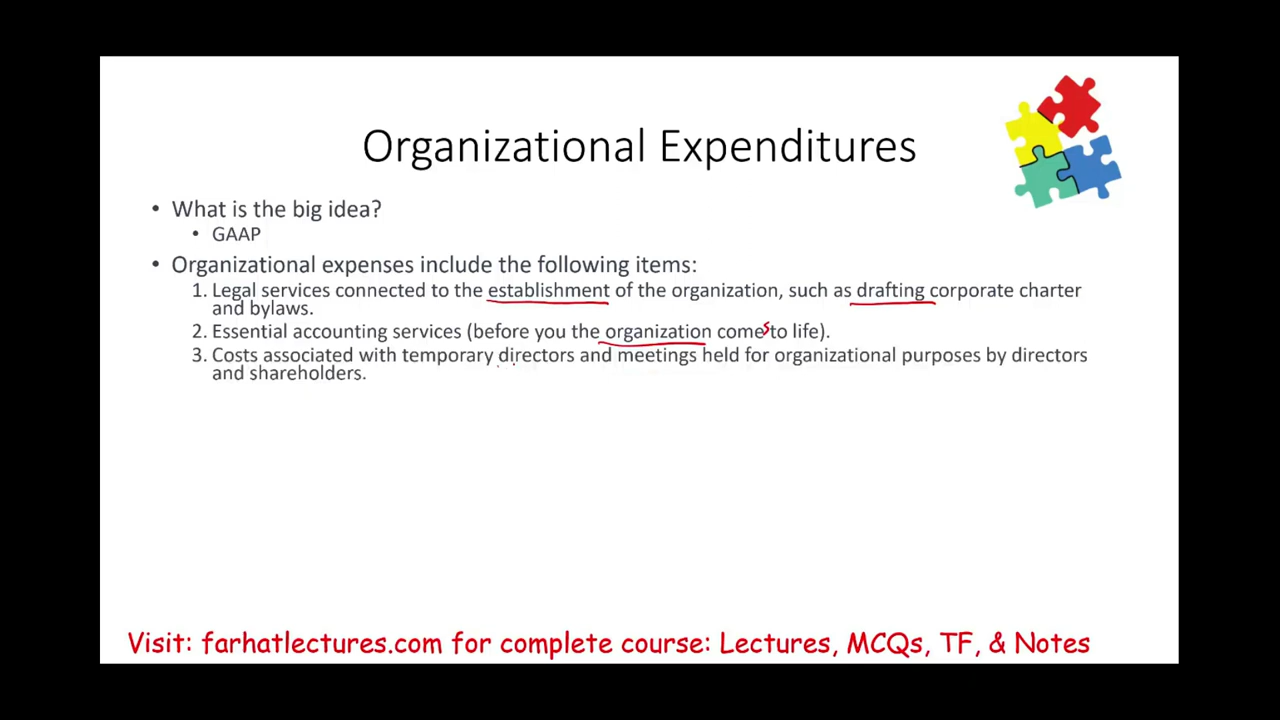 Organizational Expenditures
• What is the big idea?
• GAAP
• Organizational expenses include the following items:
1. Legal services connected to the establishment of the organization, such as drafting corporate charter
and bylaws.
2. Essential accounting services (before you the organization comes to life).
3. Costs associated with temporary directors and meetings held for organizational purposes by directors
and shareholders.
Visit: farhatlectures.com for complete course: Lectures, MCQs, TF, & Notes